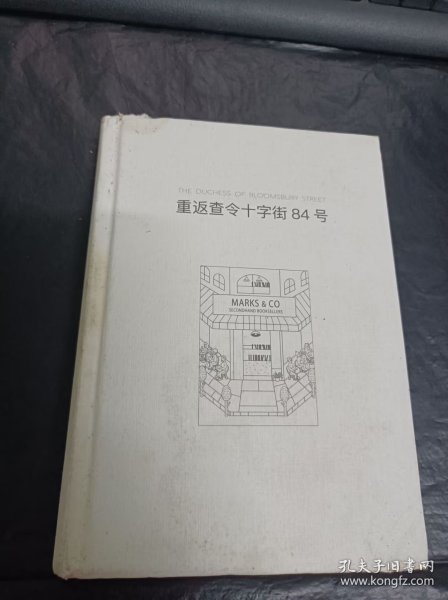 THE DUCHESS OF BLOOMSBURY STREET
重返查令十字街 84 号
MARKS & CO
SECONDHAND BOOKSELLERS
孔夫子旧书网
www.kongfz.com